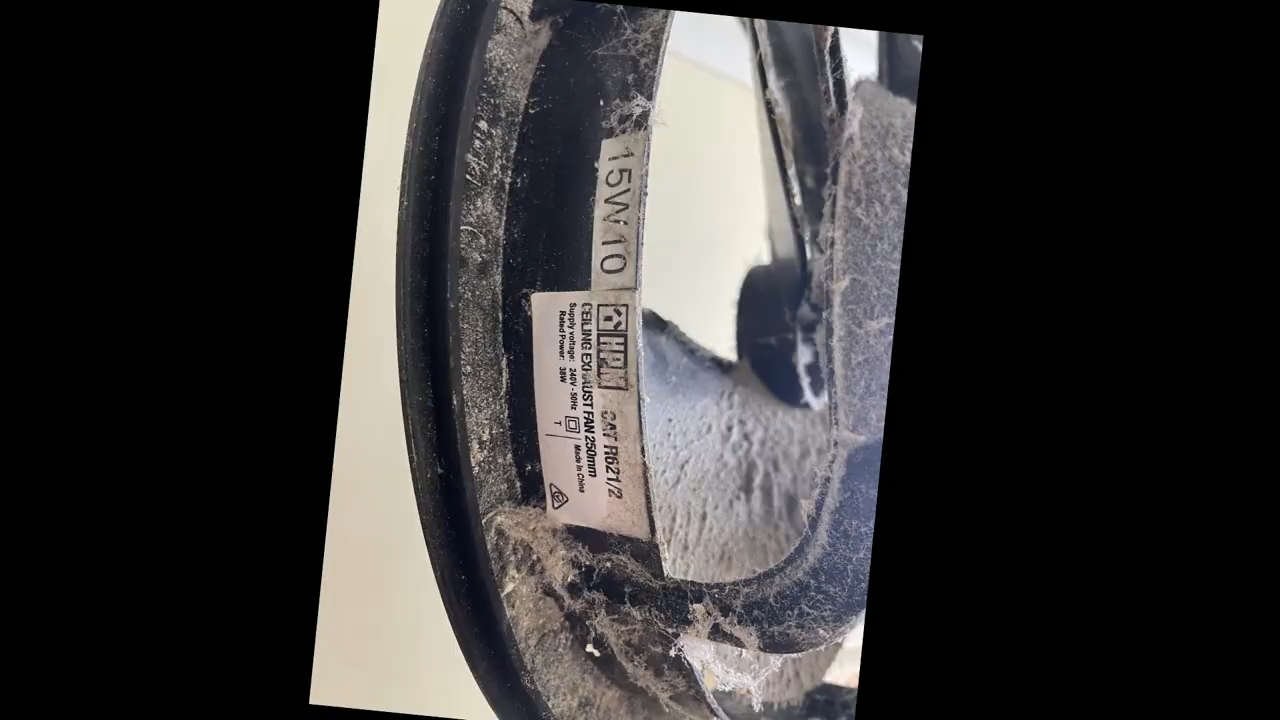 15W10
HPM CAT R621/2
CEILING EXHAUST FAN 250mm
Supply voltage: 240V - 50Hz Made In China
Rated Power: 38W T